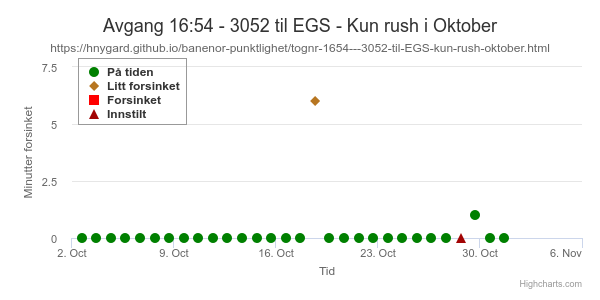 Avgang 16:54 - 3052 til EGS - Kun rush i Oktober
https://hnygard.github.io/banenor-punktlighet/tognr-1654---3052-til-EGS-kun-rush-oktober.html
På tiden
Litt forsinket
Forsinket
Innstilt
Minutter forsinket
7.5
5
2.5
0
2. Oct 9. Oct 16. Oct 23. Oct 30. Oct 6. Nov
Tid
Highcharts.com